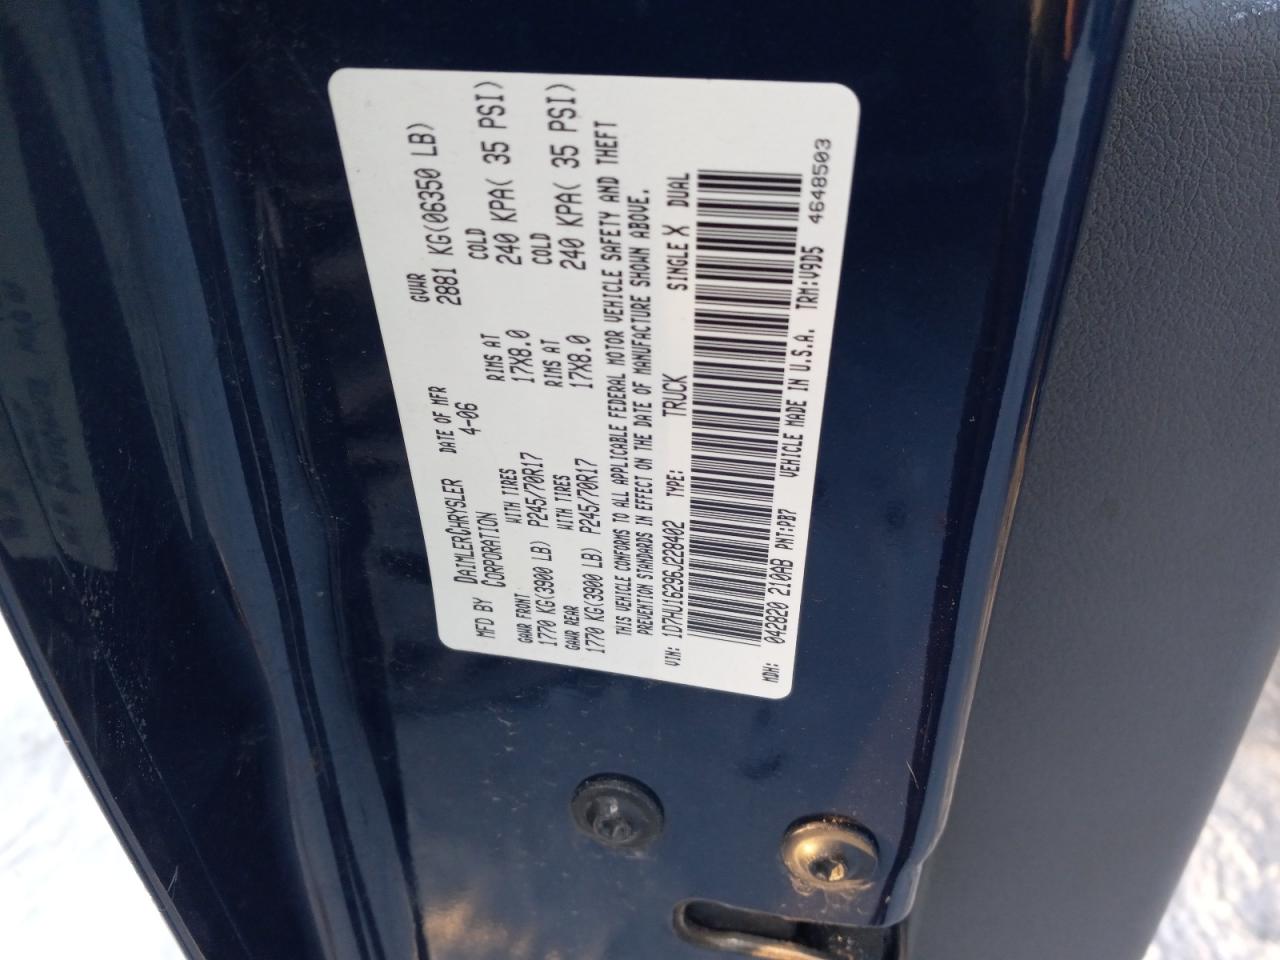 MFD BY DAIMLERCHRYSLER CORPORATION DATE OF MFR 4-06 GVWR 2881 KG(06350 LB)
GAWR FRONT WITH TIRES RIMS AT COLD
1770 KG(3900 LB) P245/70R17 17X8.0 240 KPA( 35 PSI)
GAWR REAR WITH TIRES RIMS AT COLD
1770 KG(3900 LB) P245/70R17 17X8.0 240 KPA( 35 PSI)
THIS VEHICLE CONFORMS TO ALL APPLICABLE FEDERAL MOTOR VEHICLE SAFETY AND THEFT
PREVENTION STANDARDS IN EFFECT ON THE DATE OF MANUFACTURE SHOWN ABOVE.
VIN: 1D7HU16296J228402 TYPE: TRUCK SINGLE X DUAL
MDH: 042820 210AB PNT:PB7 VEHICLE MADE IN U.S.A. TRM:V9D5 4648503